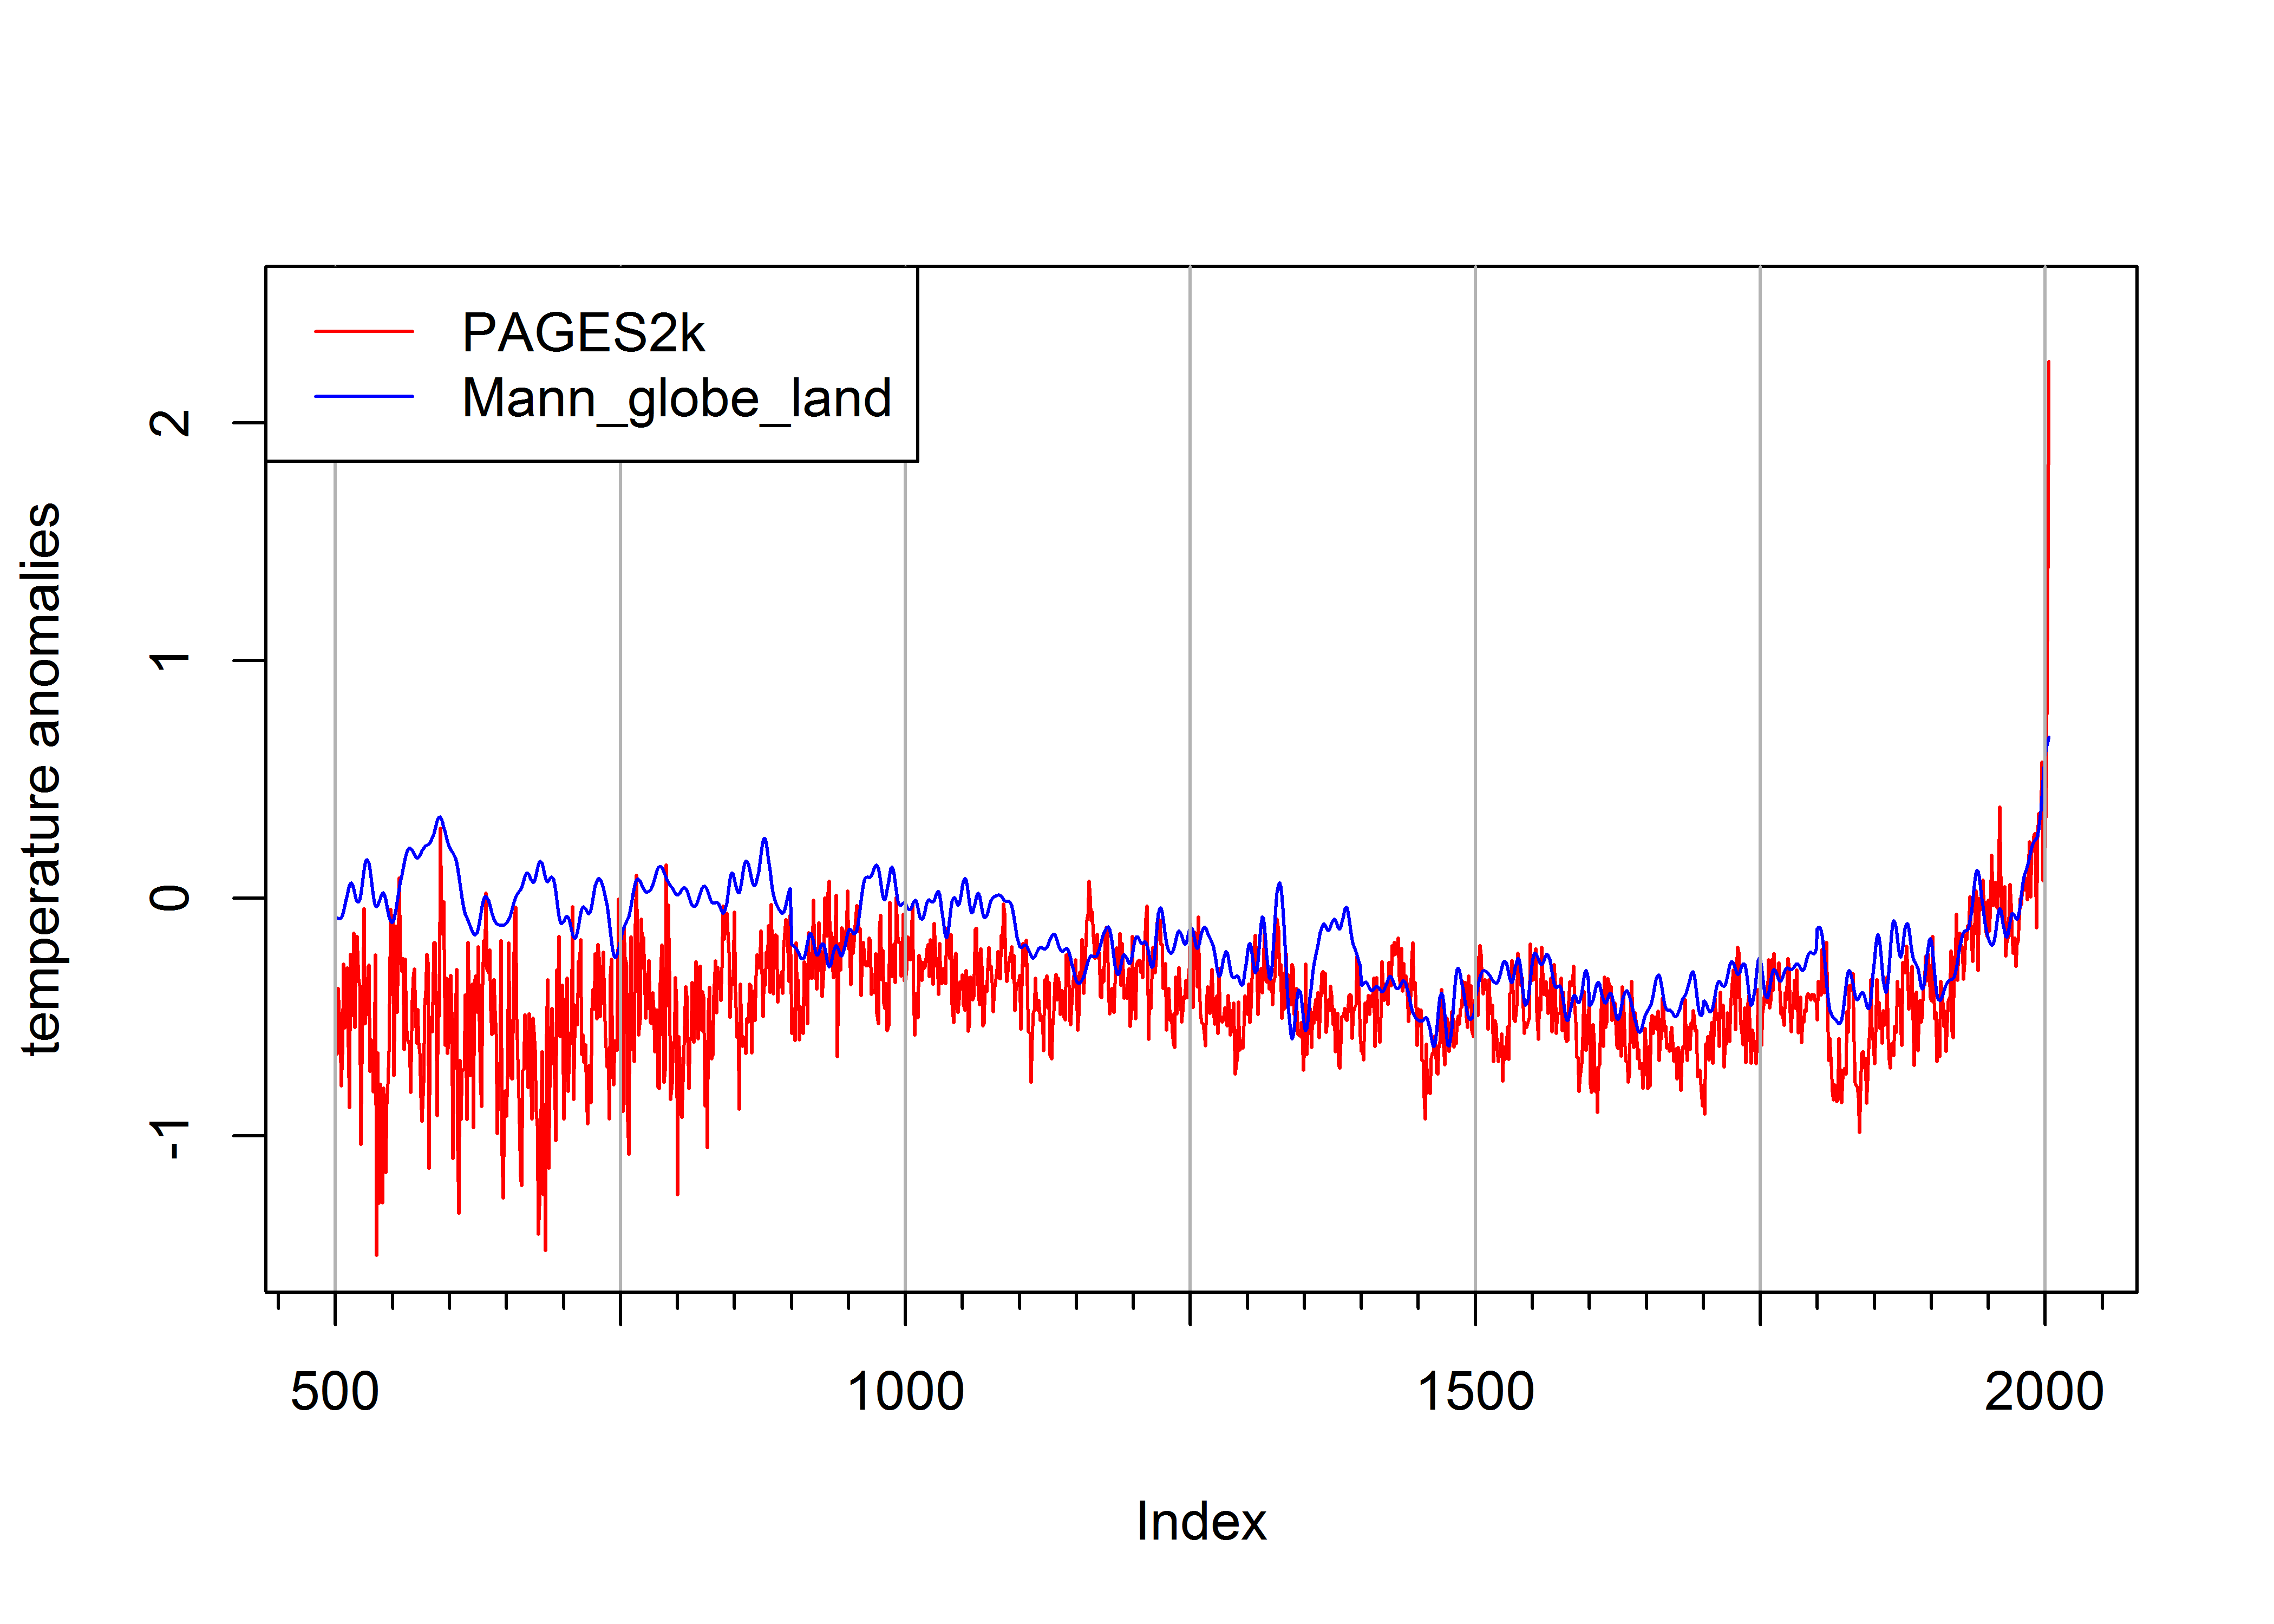 PAGES2k
Mann_globe_land
temperature anomalies
2
1
0
-1
500
1000
1500
2000
Index